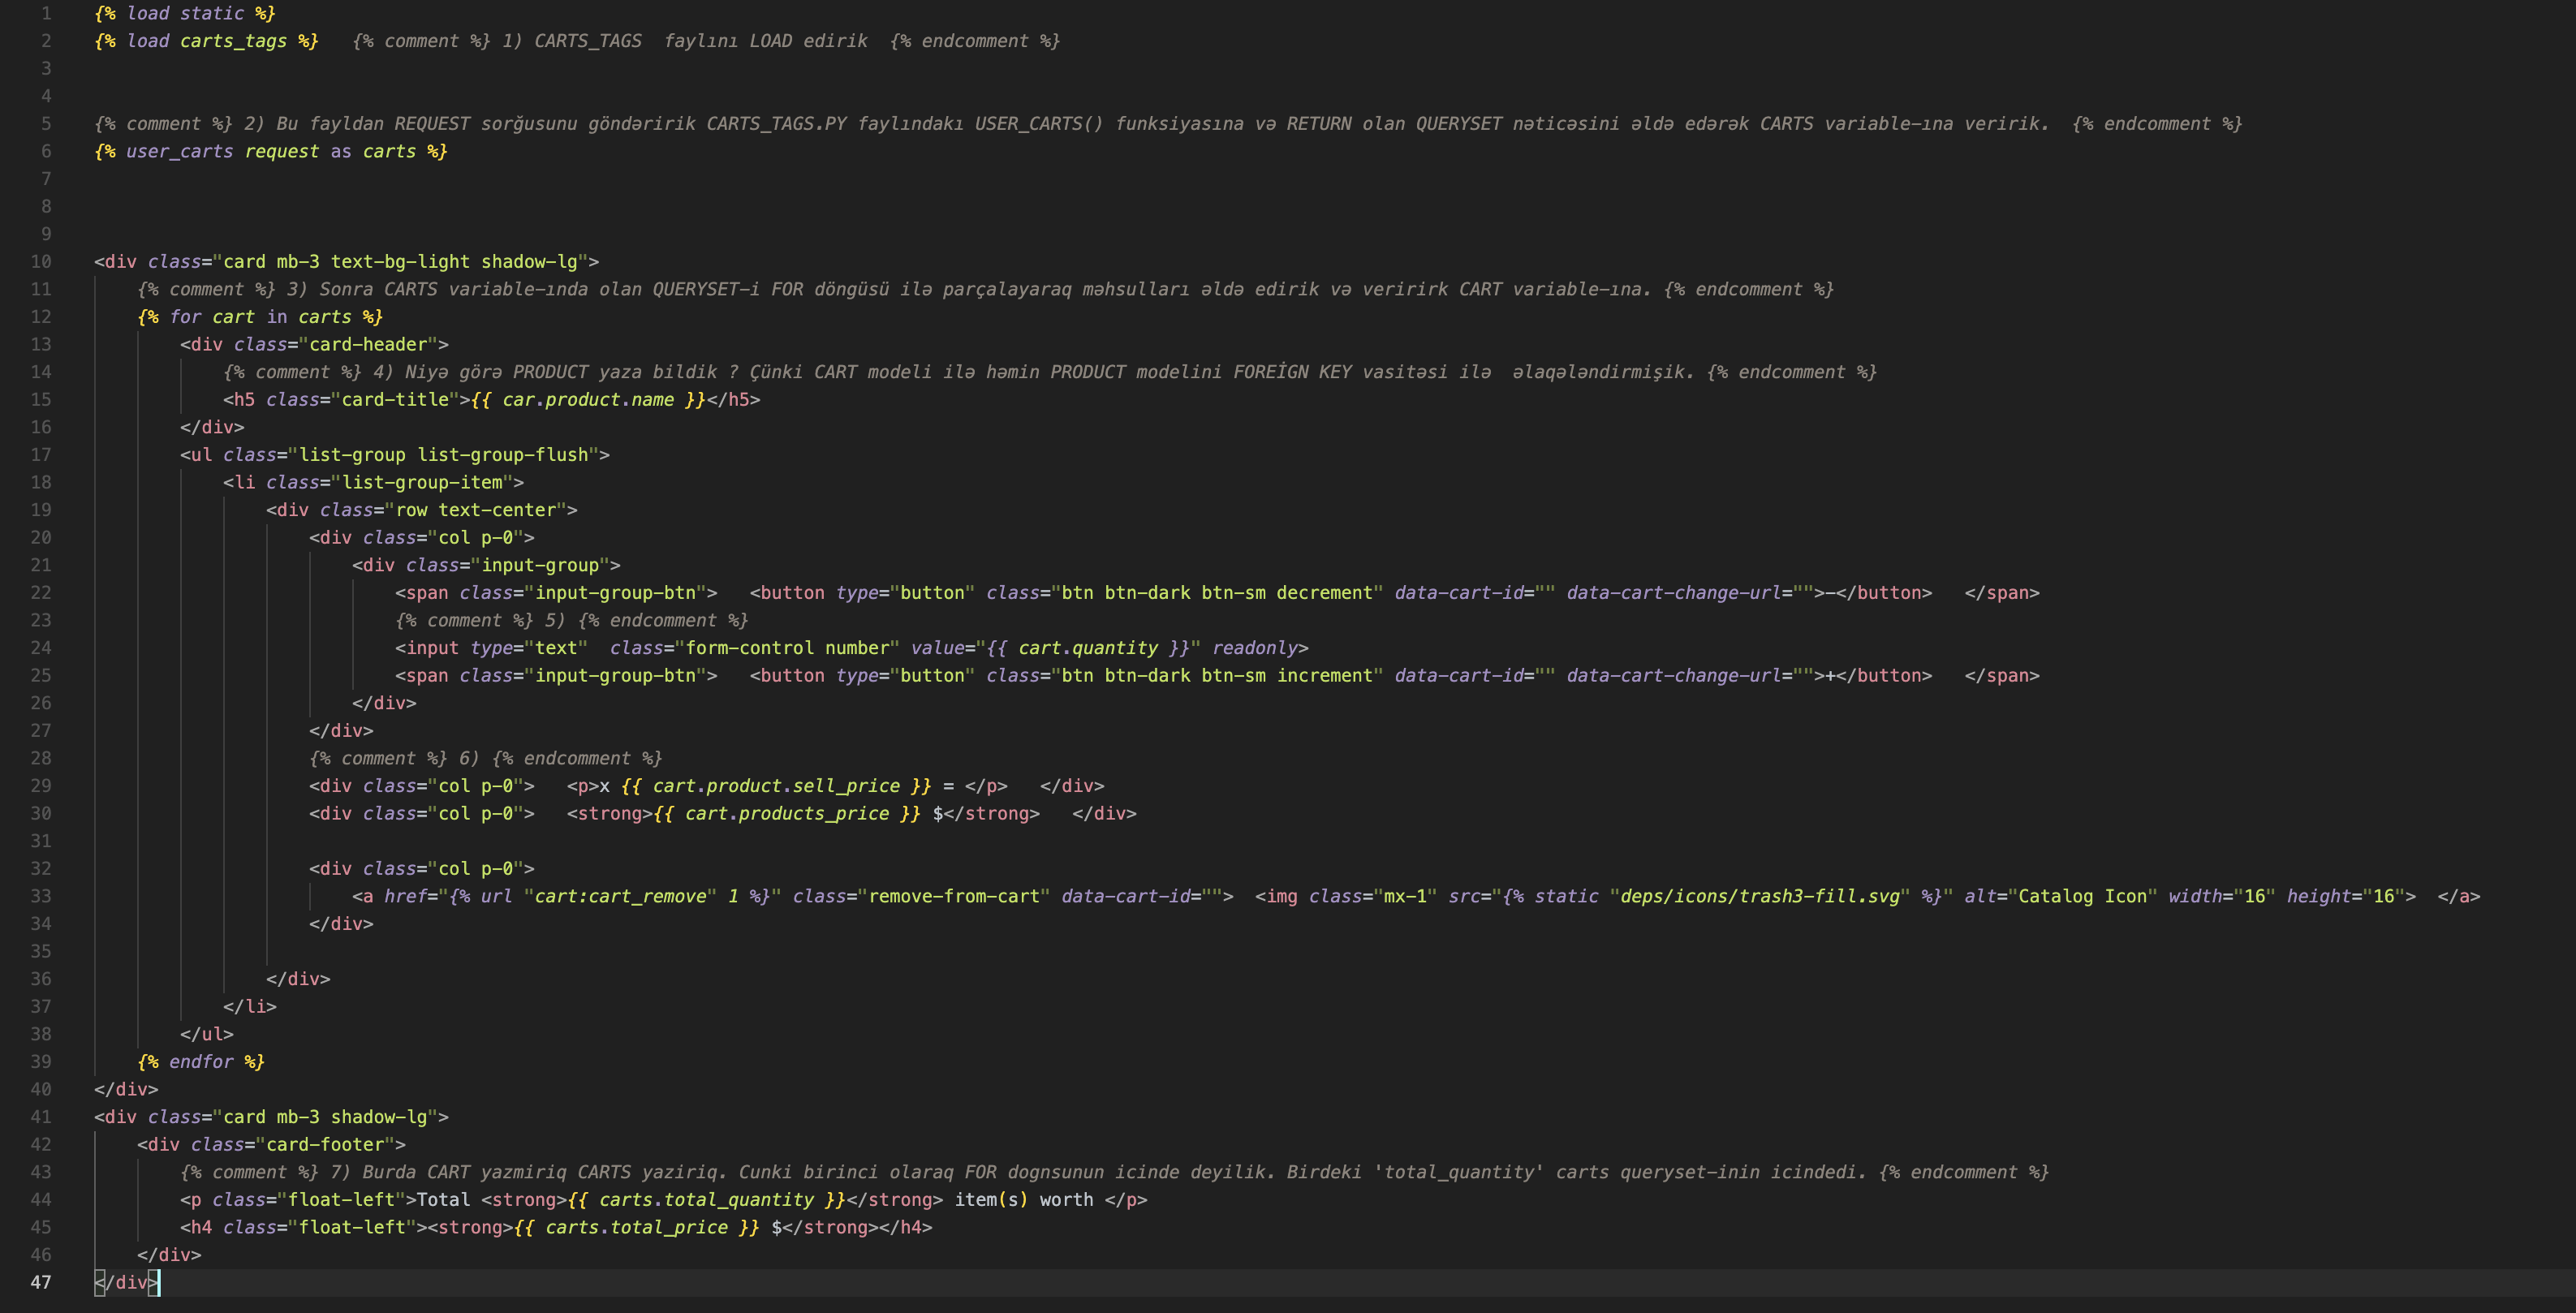 1 {% load static %}
2 {% load carts_tags %} {% comment %} 1) CARTS_TAGS faylını LOAD edirik {% endcomment %}
3
4
5 {% comment %} 2) Bu fayldan REQUEST sorğusunu göndəririk CARTS_TAGS.PY faylındakı USER_CARTS() funksiyasına və RETURN olan QUERYSET nəticəsini əldə edərək CARTS variable-ına veririk. {% endcomment %}
6 {% user_carts request as carts %}
7
8
9
10 <div class="card mb-3 text-bg-light shadow-lg">
11 {% comment %} 3) Sonra CARTS variable-ında olan QUERYSET-i FOR döngüsü ilə parçalayaraq məhsulları əldə edirik və veririrk CART variable-ına. {% endcomment %}
12 {% for cart in carts %}
13 <div class="card-header">
14 {% comment %} 4) Niyə görə PRODUCT yaza bildik ? Çünki CART modeli ilə həmin PRODUCT modelini FOREİGN KEY vasitəsi ilə əlaqələndirmişik. {% endcomment %}
15 <h5 class="card-title">{{ car.product.name }}</h5>
16 </div>
17 <ul class="list-group list-group-flush">
18 <li class="list-group-item">
19 <div class="row text-center">
20 <div class="col p-0">
21 <div class="input-group">
22 <span class="input-group-btn"> <button type="button" class="btn btn-dark btn-sm decrement" data-cart-id="" data-cart-change-url="">-</button> </span>
23 {% comment %} 5) {% endcomment %}
24 <input type="text" class="form-control number" value="{{ cart.quantity }}" readonly>
25 <span class="input-group-btn"> <button type="button" class="btn btn-dark btn-sm increment" data-cart-id="" data-cart-change-url="">+</button> </span>
26 </div>
27 </div>
28 {% comment %} 6) {% endcomment %}
29 <div class="col p-0"> <p>x {{ cart.product.sell_price }} = </p> </div>
30 <div class="col p-0"> <strong>{{ cart.products_price }} $</strong> </div>
31
32 <div class="col p-0">
33 <a href="{% url "cart:cart_remove" 1 %}" class="remove-from-cart" data-cart-id=""> <img class="mx-1" src="{% static "deps/icons/trash3-fill.svg" %}" alt="Catalog Icon" width="16" height="16"> </a>
34 </div>
35
36 </div>
37 </li>
38 </ul>
39 {% endfor %}
40 </div>
41 <div class="card mb-3 shadow-lg">
42 <div class="card-footer">
43 {% comment %} 7) Burda CART yazmiriq CARTS yaziriq. Cunki birinci olaraq FOR dognsunun icinde deyilik. Birdeki 'total_quantity' carts queryset-inin icindedi. {% endcomment %}
44 <p class="float-left">Total <strong>{{ carts.total_quantity }}</strong> item(s) worth </p>
45 <h4 class="float-left"><strong>{{ carts.total_price }} $</strong></h4>
46 </div>
47 </div>